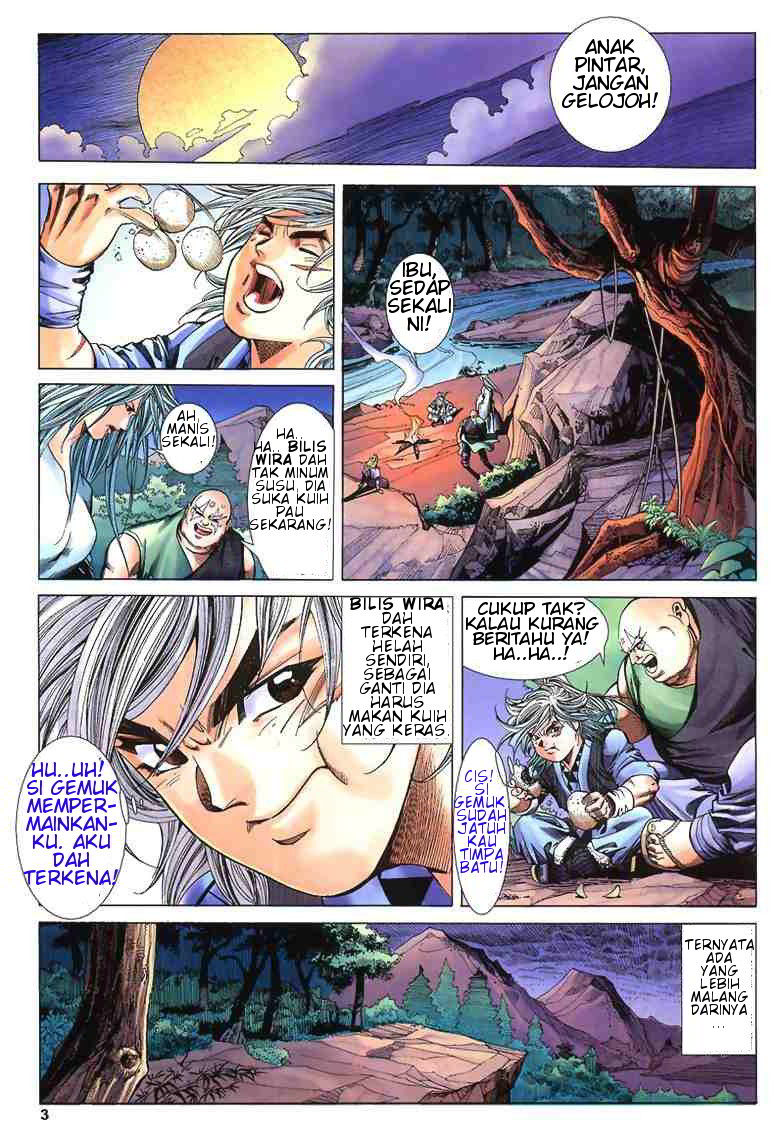 ANAK
PINTAR,
JANGAN
GELOJOH!
IBU,
SEDAP
SEKALI
NI!
AH,
MANIS
SEKALI!
HA..
HA.. BILIS
WIRA DAH
TAK MINUM
SUSU. DIA
SUKA KUIH
PAU
SEKARANG!
BILIS WIRA
DAH
TERKENA
HELAH
SENDIRI,
SEBAGAI
GANTI DIA
HARUS
MAKAN KUIH
YANG KERAS.
HU..UH!
SI GEMUK
MEMPER-
MAINKAN-
KU. AKU
DAH
TERKENA!
CUKUP TAK?
KALAU KURANG
BERITAHU YA!
HA..HA..!
CIS!
SI
GEMUK
SUDAH
JATUH
KAU
TIMPA
BATU!
TERNYATA
ADA
YANG
LEBIH
MALANG
DARINYA
...
3